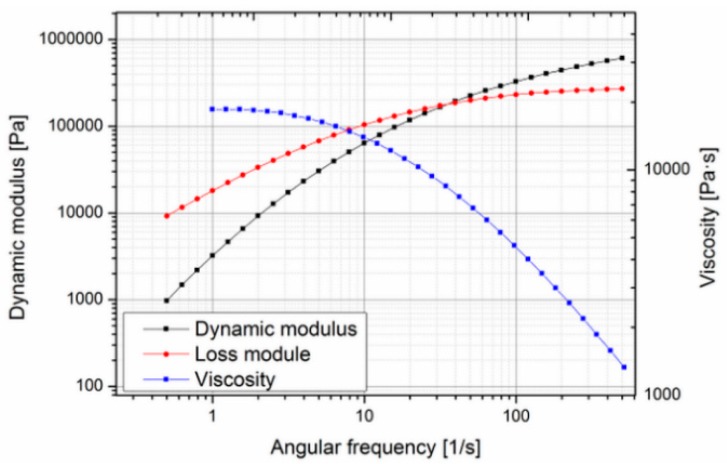 1000000
100000
10000
1000
100
Dynamic modulus [Pa]
Dynamic modulus
Loss module
Viscosity
1
10
100
Angular frequency [1/s]
10000
1000
Viscosity [Pa·s]